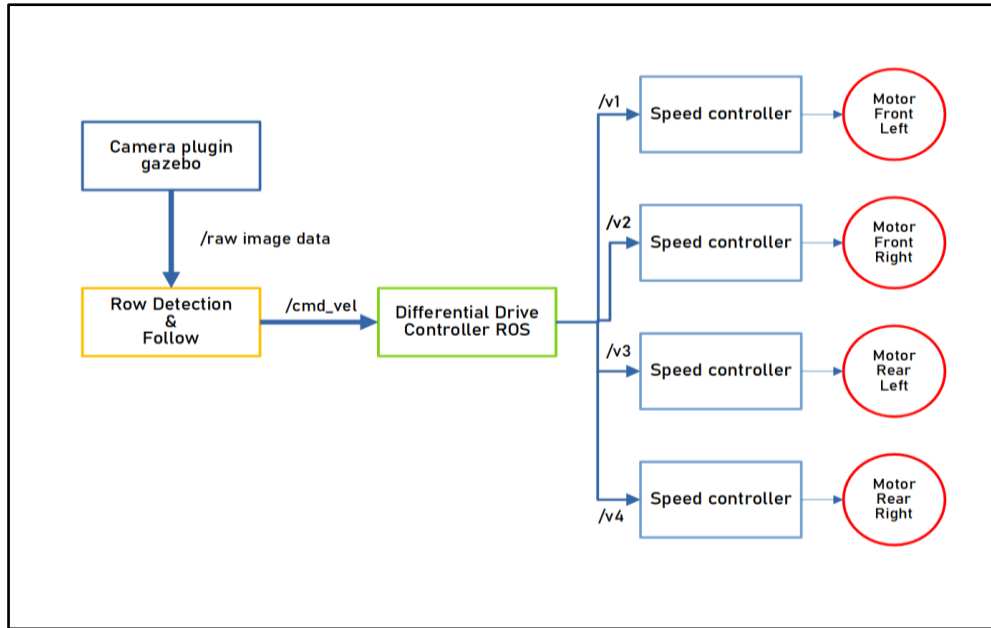 Camera plugin
gazebo
/raw image data
Row Detection
&
Follow
/cmd_vel
Differential Drive
Controller ROS
/v1
Speed controller
Motor
Front
Left
/v2
Speed controller
Motor
Front
Right
/v3
Speed controller
Motor
Rear
Left
/v4
Speed controller
Motor
Rear
Right